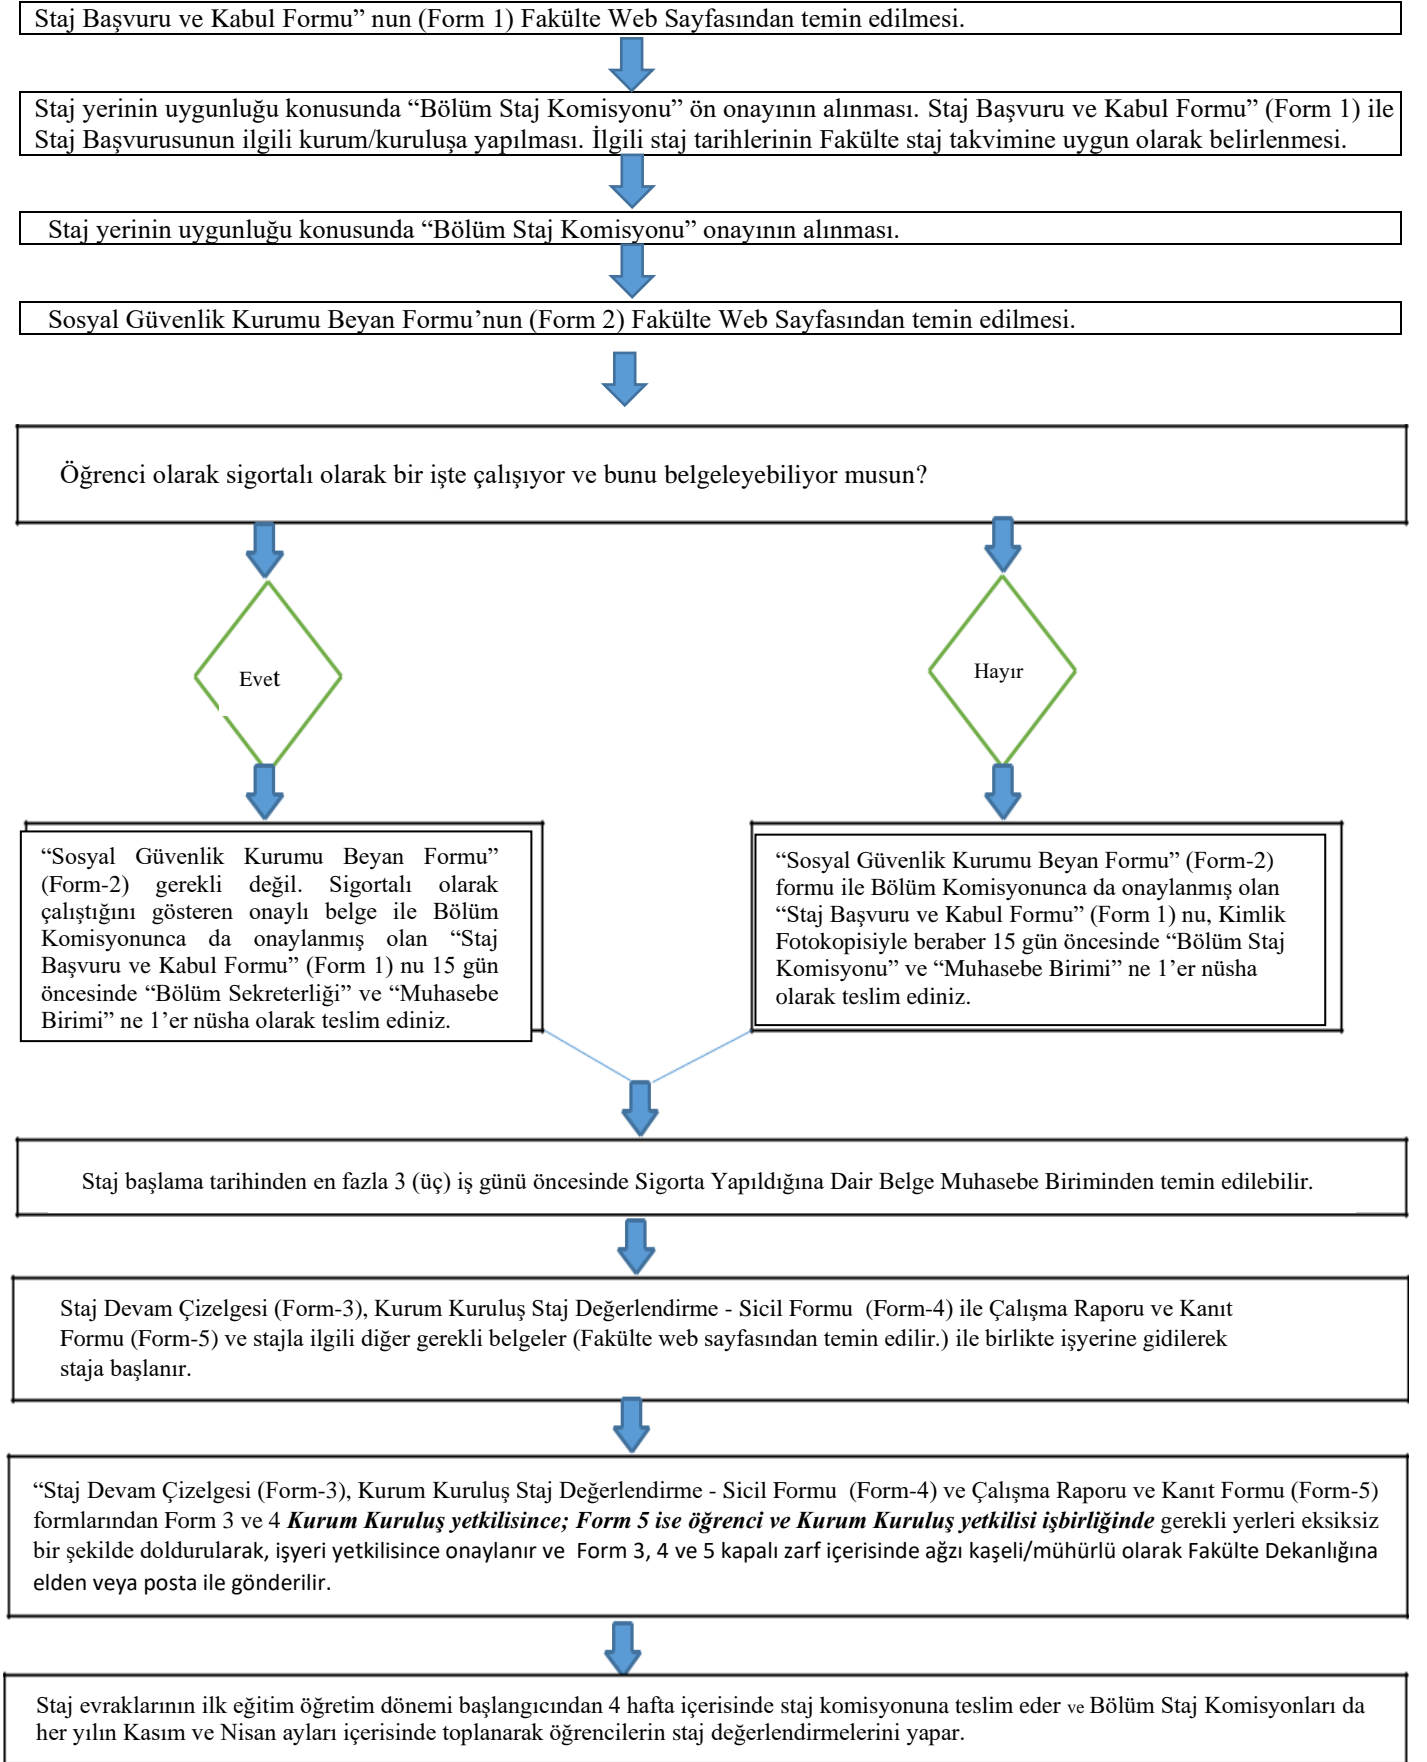 Staj Başvuru ve Kabul Formu” nun (Form 1) Fakülte Web Sayfasından temin edilmesi.
Staj yerinin uygunluğu konusunda “Bölüm Staj Komisyonu” ön onayının alınması. Staj Başvuru ve Kabul Formu” (Form 1) ile
Staj Başvurusunun ilgili kurum/kuruluşa yapılması. İlgili staj tarihlerinin Fakülte staj takvimine uygun olarak belirlenmesi.
Staj yerinin uygunluğu konusunda “Bölüm Staj Komisyonu” onayının alınması.
Sosyal Güvenlik Kurumu Beyan Formu’nun (Form 2) Fakülte Web Sayfasından temin edilmesi.
Öğrenci olarak sigortalı olarak bir işte çalışıyor ve bunu belgeleyebiliyor musun?
Evet
Hayır
“Sosyal Güvenlik Kurumu Beyan Formu”
(Form-2) gerekli değil. Sigortalı olarak
çalıştığını gösteren onaylı belge ile Bölüm
Komisyonunca da onaylanmış olan “Staj
Başvuru ve Kabul Formu” (Form 1) nu 15 gün
öncesinde “Bölüm Sekreterliği” ve “Muhasebe
Birimi” ne 1’er nüsha olarak teslim ediniz.
“Sosyal Güvenlik Kurumu Beyan Formu” (Form-2)
formu ile Bölüm Komisyonunca da onaylanmış olan
“Staj Başvuru ve Kabul Formu” (Form 1) nu, Kimlik
Fotokopisiyle beraber 15 gün öncesinde “Bölüm Staj
Komisyonu” ve “Muhasebe Birimi” ne 1’er nüsha
olarak teslim ediniz.
Staj başlama tarihinden en fazla 3 (üç) iş günü öncesinde Sigorta Yapıldığına Dair Belge Muhasebe Biriminden temin edilebilir.
Staj Devam Çizelgesi (Form-3), Kurum Kuruluş Staj Değerlendirme - Sicil Formu (Form-4) ile Çalışma Raporu ve Kanıt
Formu (Form-5) ve stajla ilgili diğer gerekli belgeler (Fakülte web sayfasından temin edilir.) ile birlikte işyerine gidilerek
staja başlanır.
“Staj Devam Çizelgesi (Form-3), Kurum Kuruluş Staj Değerlendirme - Sicil Formu (Form-4) ve Çalışma Raporu ve Kanıt Formu (Form-5)
formlarından Form 3 ve 4 Kurum Kuruluş yetkilisince; Form 5 ise öğrenci ve Kurum Kuruluş yetkilisi işbirliğinde gerekli yerleri eksiksiz
bir şekilde doldurularak, işyeri yetkilisince onaylanır ve Form 3, 4 ve 5 kapalı zarf içerisinde ağzı kaşeli/mühürlü olarak Fakülte Dekanlığına
elden veya posta ile gönderilir.
Staj evraklarının ilk eğitim öğretim dönemi başlangıcından 4 hafta içerisinde staj komisyonuna teslim eder ve Bölüm Staj Komisyonları da
her yılın Kasım ve Nisan ayları içerisinde toplanarak öğrencilerin staj değerlendirmelerini yapar.